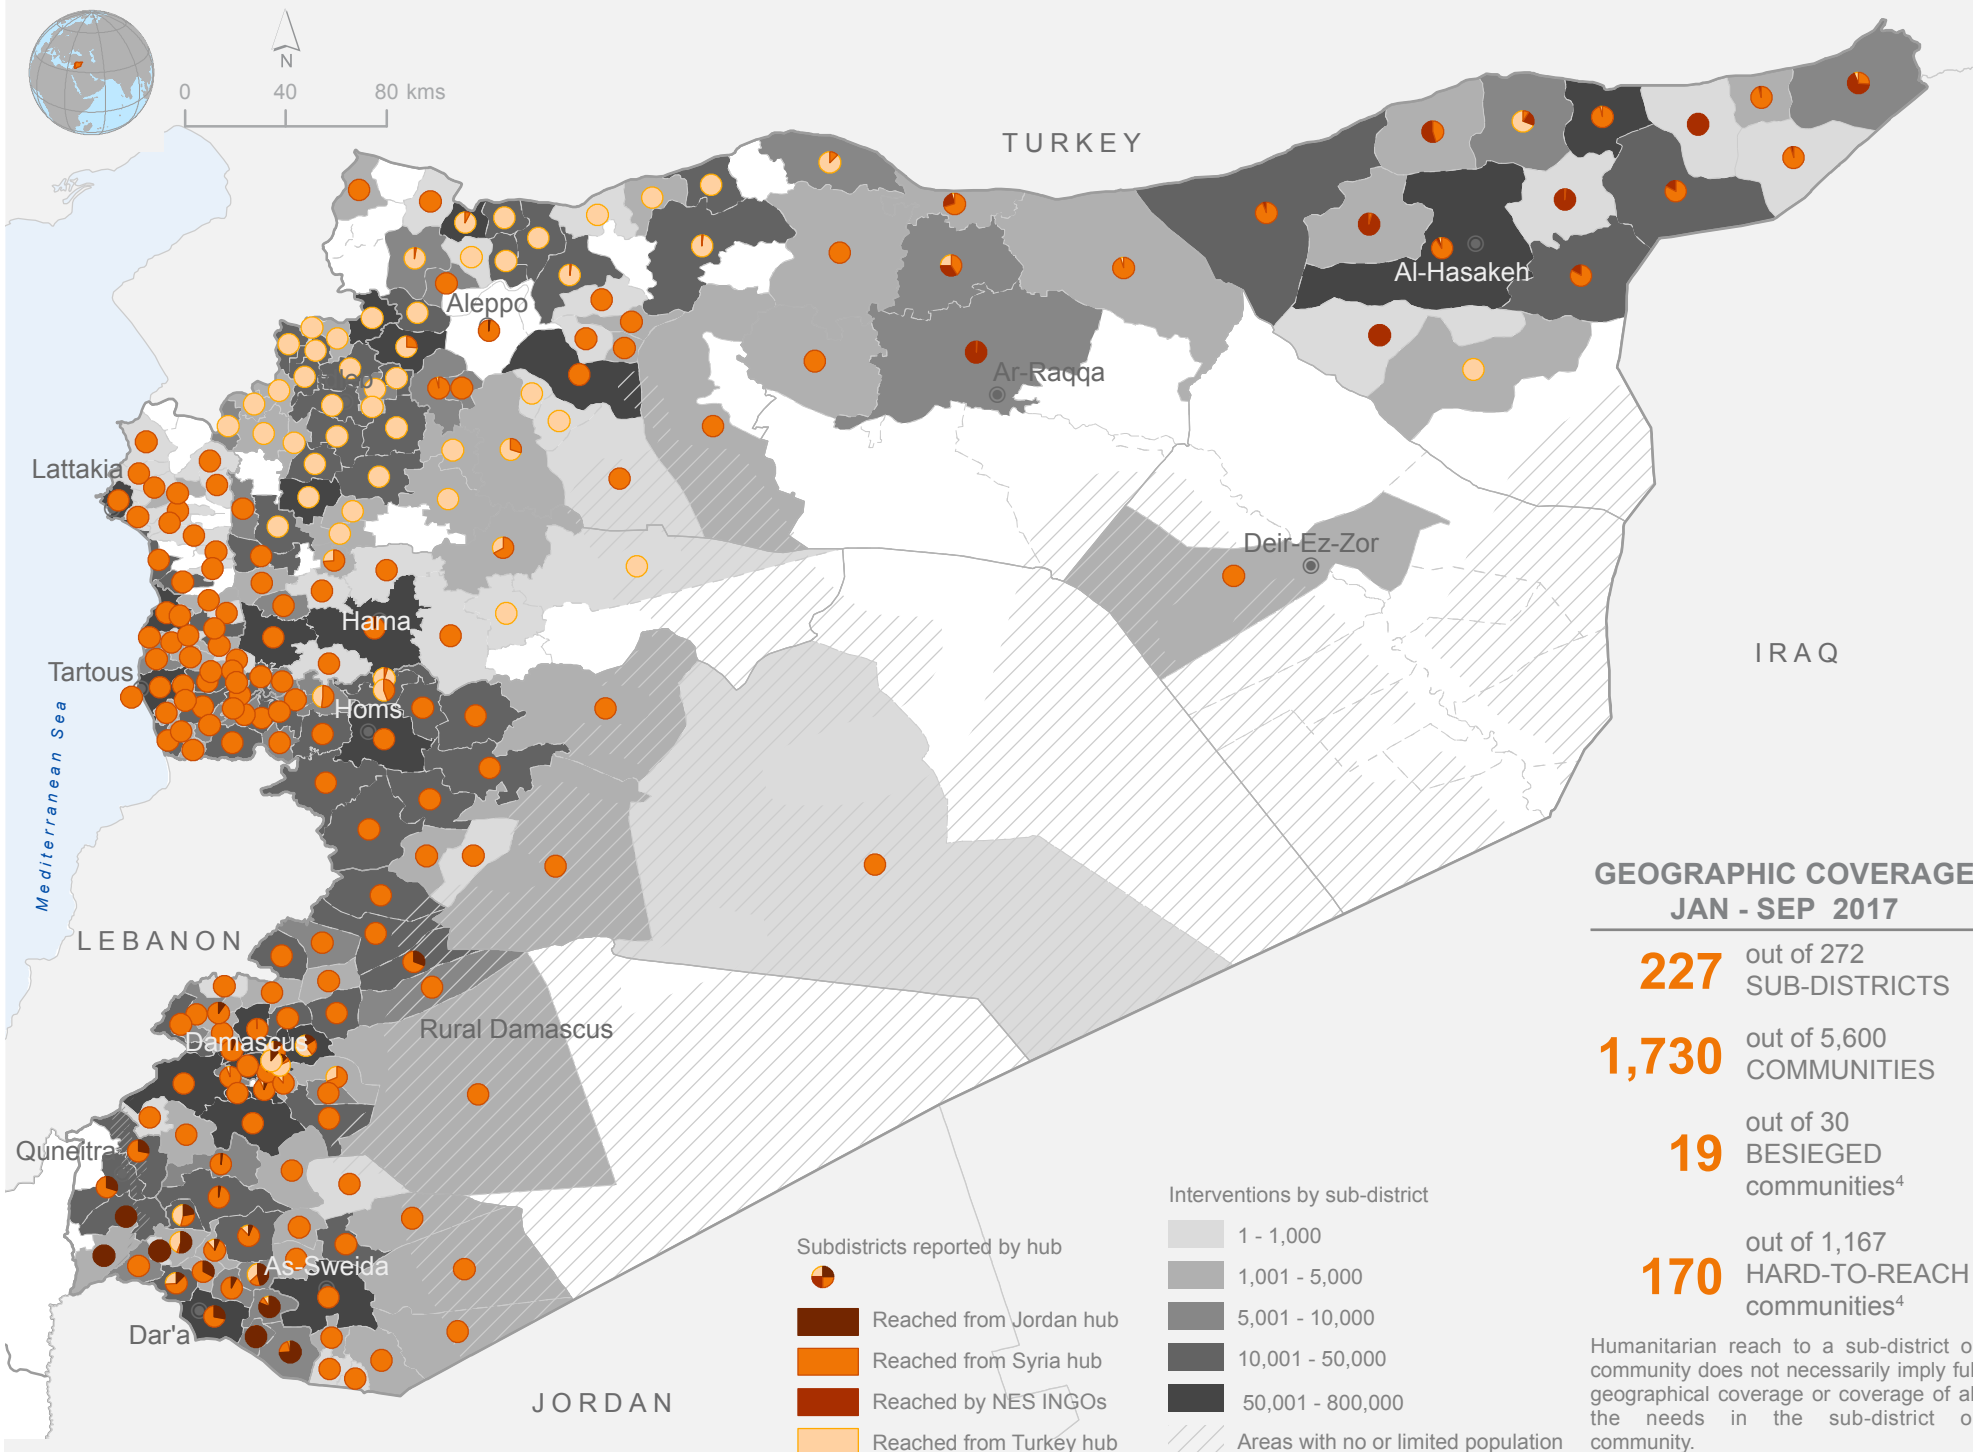 N
0 40 80 kms
TURKEY
Aleppo
Al-Hasakeh
Ar-Raqqa
Lattakia
Deir-Ez-Zor
Hama
IRAQ
Tartous
Homs
Mediterranean Sea
LEBANON
Rural Damascus
Damascus
Quneitra
As-Sweida
Dar'a
JORDAN
Subdistricts reported by hub
Reached from Jordan hub
Reached from Syria hub
Reached by NES INGOs
Reached from Turkey hub
Interventions by sub-district
1 - 1,000
1,001 - 5,000
5,001 - 10,000
10,001 - 50,000
50,001 - 800,000
Areas with no or limited population
GEOGRAPHIC COVERAGE
JAN - SEP 2017
227 out of 272
SUB-DISTRICTS
1,730 out of 5,600
COMMUNITIES
19 out of 30
BESIEGED
communities⁴
170 out of 1,167
HARD-TO-REACH
communities⁴
Humanitarian reach to a sub-district o
community does not necessarily imply ful
geographical coverage or coverage of al
the needs in the sub-district o
community.